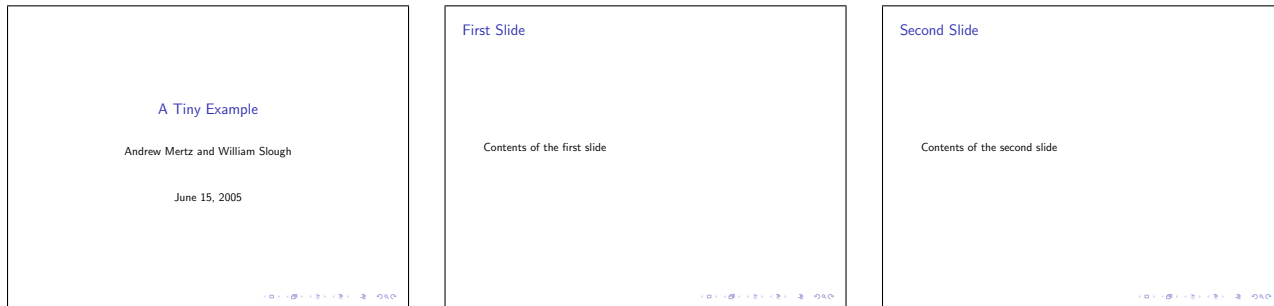 A Tiny Example
Andrew Mertz and William Slough
June 15, 2005
First Slide
Contents of the first slide
Second Slide
Contents of the second slide